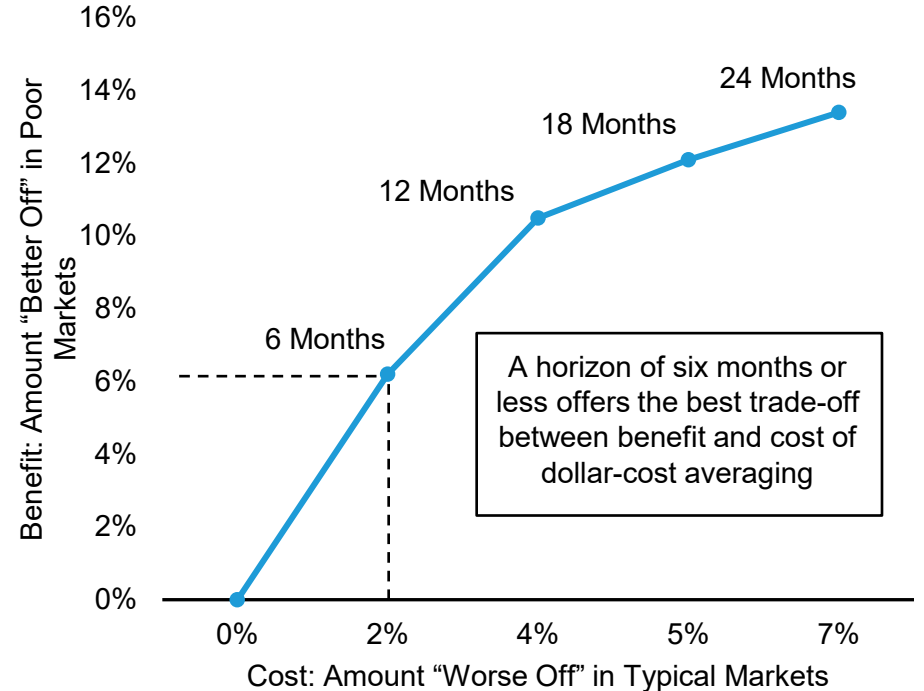 16%
14%
12%
10%
8%
6%
4%
2%
0%
Benefit: Amount “Better Off” in Poor
Markets
24 Months
18 Months
12 Months
6 Months
A horizon of six months or
less offers the best trade-off
between benefit and cost of
dollar-cost averaging
0%
2%
4%
5%
7%
Cost: Amount “Worse Off” in Typical Markets